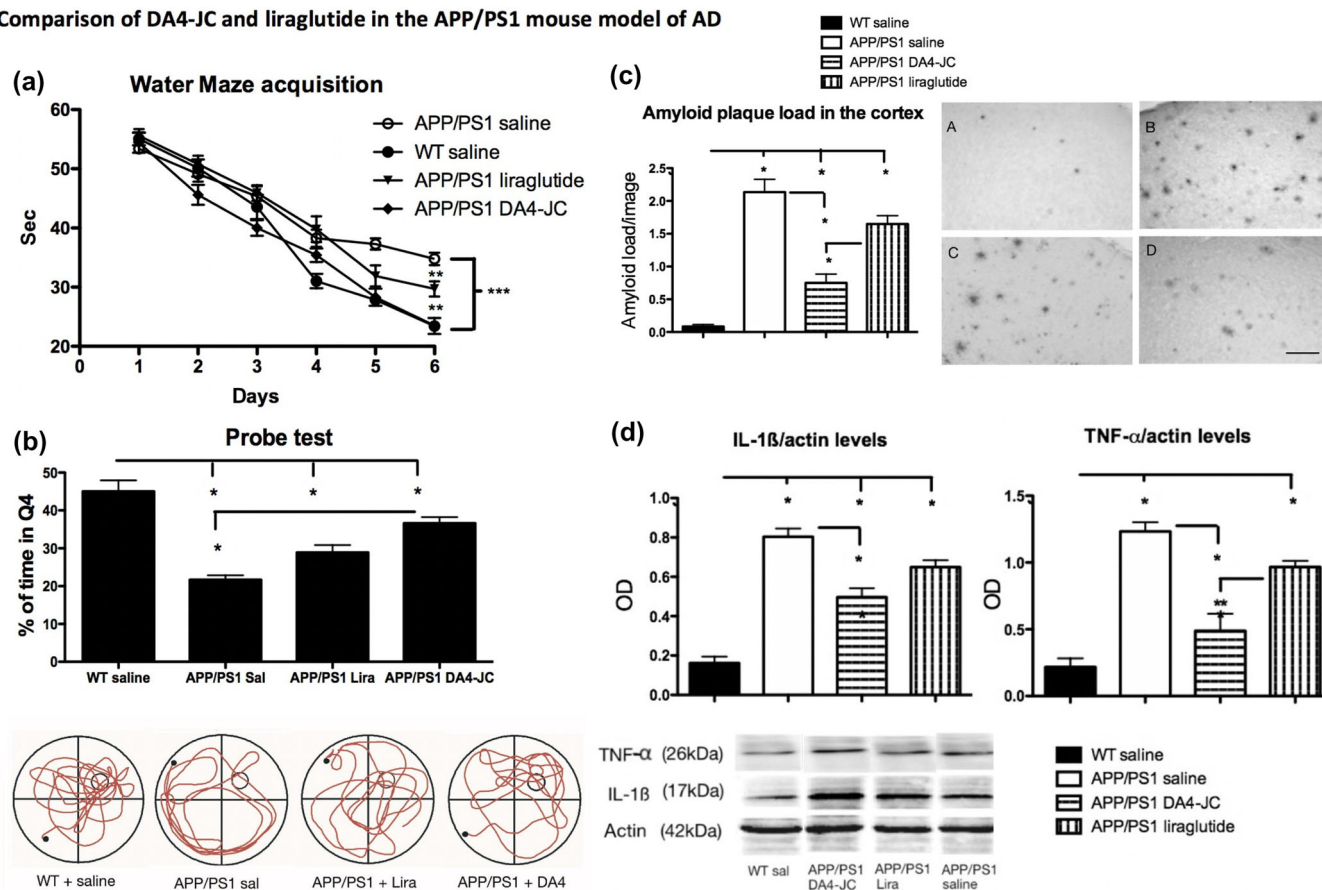 Comparison of DA4-JC and liraglutide in the APP/PS1 mouse model of AD
WT saline
APP/PS1 saline
APP/PS1 DA4-JC
APP/PS1 liraglutide
(a)
Water Maze acquisition
60
50
40
30
20
Sec
0 1 2 3 4 5 6
Days
APP/PS1 saline
WT saline
APP/PS1 liraglutide
APP/PS1 DA4-JC
**
**
***
(c)
Amyloid plaque load in the cortex
2.5
2.0
1.5
1.0
0.5
0.0
Amyloid load/image
* * *
*
*
A
B
C
D
(b)
Probe test
50
40
30
20
10
0
% of time in Q4
* * *
*
WT saline APP/PS1 Sal APP/PS1 Lira APP/PS1 DA4-JC
WT + saline APP/PS1 sal APP/PS1 + Lira APP/PS1 + DA4
(d)
IL-1ß/actin levels
1.0
0.8
0.6
0.4
0.2
0.0
OD
* * *
*
*
TNF-α/actin levels
1.5
1.0
0.5
0.0
OD
* *
*
**
*
TNF-α (26kDa)
IL-1ß (17kDa)
Actin (42kDa)
WT sal
APP/PS1
DA4-JC
APP/PS1
Lira
APP/PS1
saline
WT saline
APP/PS1 saline
APP/PS1 DA4-JC
APP/PS1 liraglutide